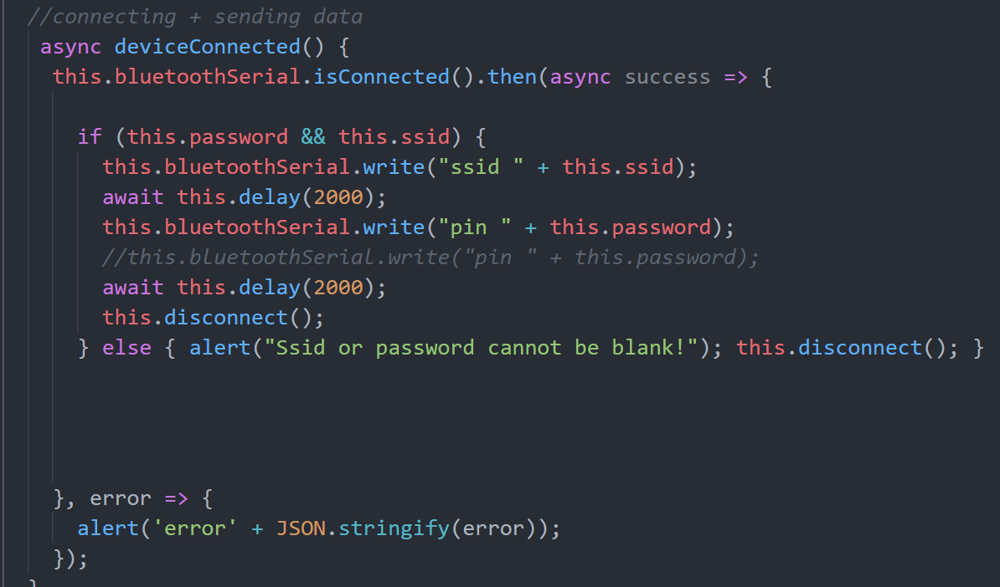 //connecting + sending data
async deviceConnected() {
this.bluetoothSerial.isConnected().then(async success => {
if (this.password && this.ssid) {
this.bluetoothSerial.write("ssid " + this.ssid);
await this.delay(2000);
this.bluetoothSerial.write("pin " + this.password);
//this.bluetoothSerial.write("pin " + this.password);
await this.delay(2000);
this.disconnect();
} else { alert("Ssid or password cannot be blank!"); this.disconnect(); }
}, error => {
alert('error' + JSON.stringify(error));
});
}